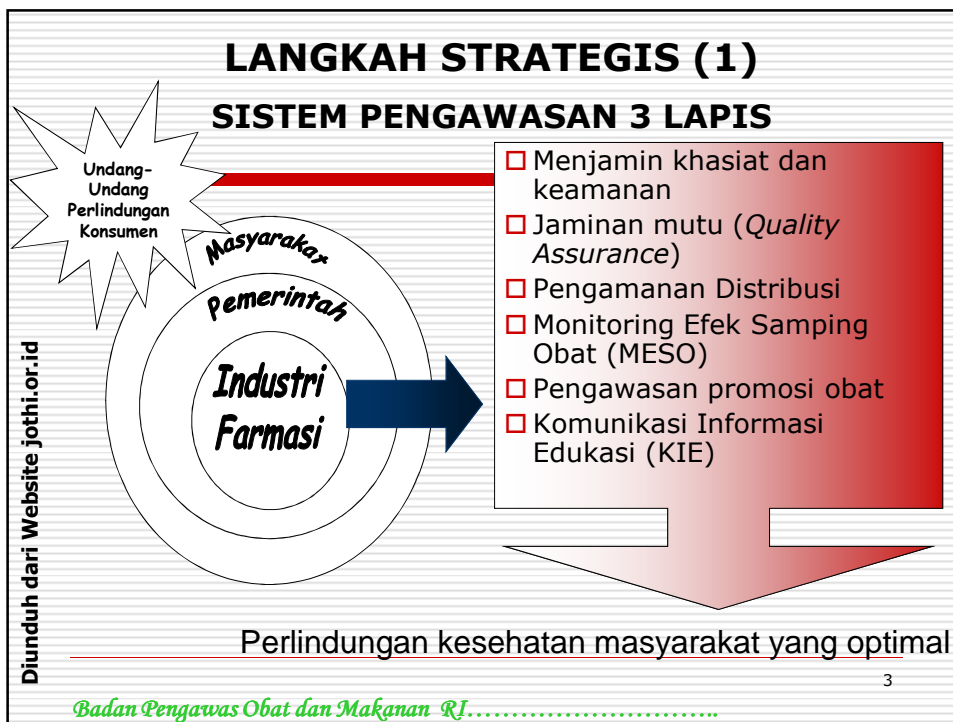 LANGKAH STRATEGIS (1)
SISTEM PENGAWASAN 3 LAPIS
Undang-
Undang
Perlindungan
Konsumen
Masyarakat
Pemerintah
Industri
Farmasi
Menjamin khasiat dan
keamanan
Jaminan mutu (Quality
Assurance)
Pengamanan Distribusi
Monitoring Efek Samping
Obat (MESO)
Pengawasan promosi obat
Komunikasi Informasi
Edukasi (KIE)
Perlindungan kesehatan masyarakat yang optimal
3
Badan Pengawas Obat dan Makanan RI………………………..
Diunduh dari Website jothi.or.id